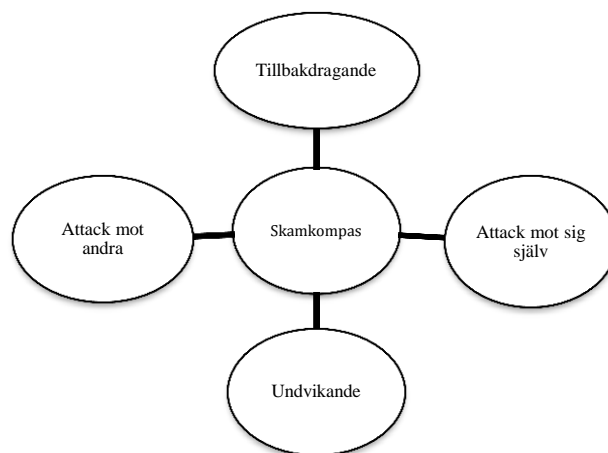 Tillbakdragande
Attack mot
andra
Skamkompas
Attack mot sig
själv
Undvikande